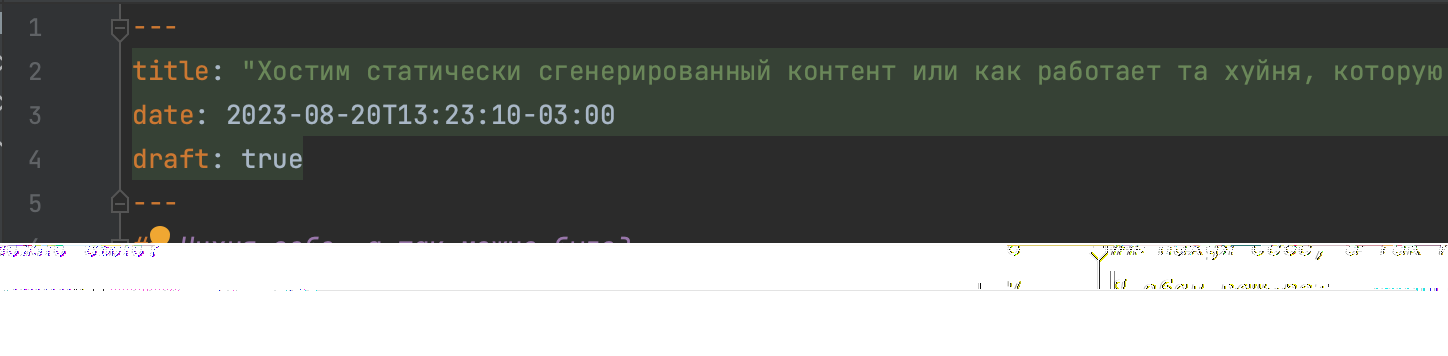 1 ---
2 title: "Хостим статически сгенерированный контент или как работает та хуйня, которую
3 date: 2023-08-20T13:23:10-03:00
4 draft: true
5 ---